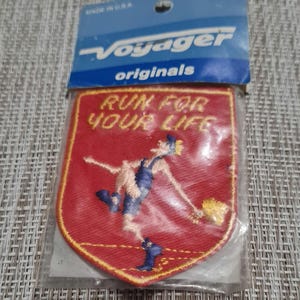 MADE IN U.S.A
Voyager
originals
RUN FOR
YOUR LIFE